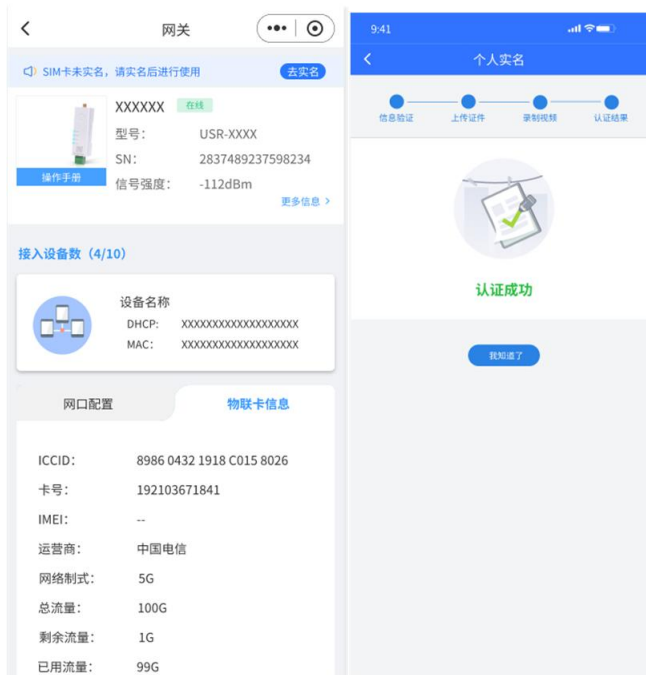 网关
SIM卡未实名，请实名后进行使用
去实名
XXXXXX 在线
型号： USR-XXXX
SN： 2837489237598234
信号强度： -112dBm
操作手册
更多信息 >
接入设备数（4/10）
设备名称
DHCP: XXXXXXXXXXXXXXXXXXX
MAC: XXXXXXXXXXXXXXXXXXX
网口配置 物联卡信息
ICCID： 8986 0432 1918 C015 8026
卡号： 192103671841
IMEI： --
运营商： 中国电信
网络制式： 5G
总流量： 100G
剩余流量： 1G
已用流量： 99G
9:41
个人实名
信息验证 上传证件 录制视频 认证结果
认证成功
我知道了